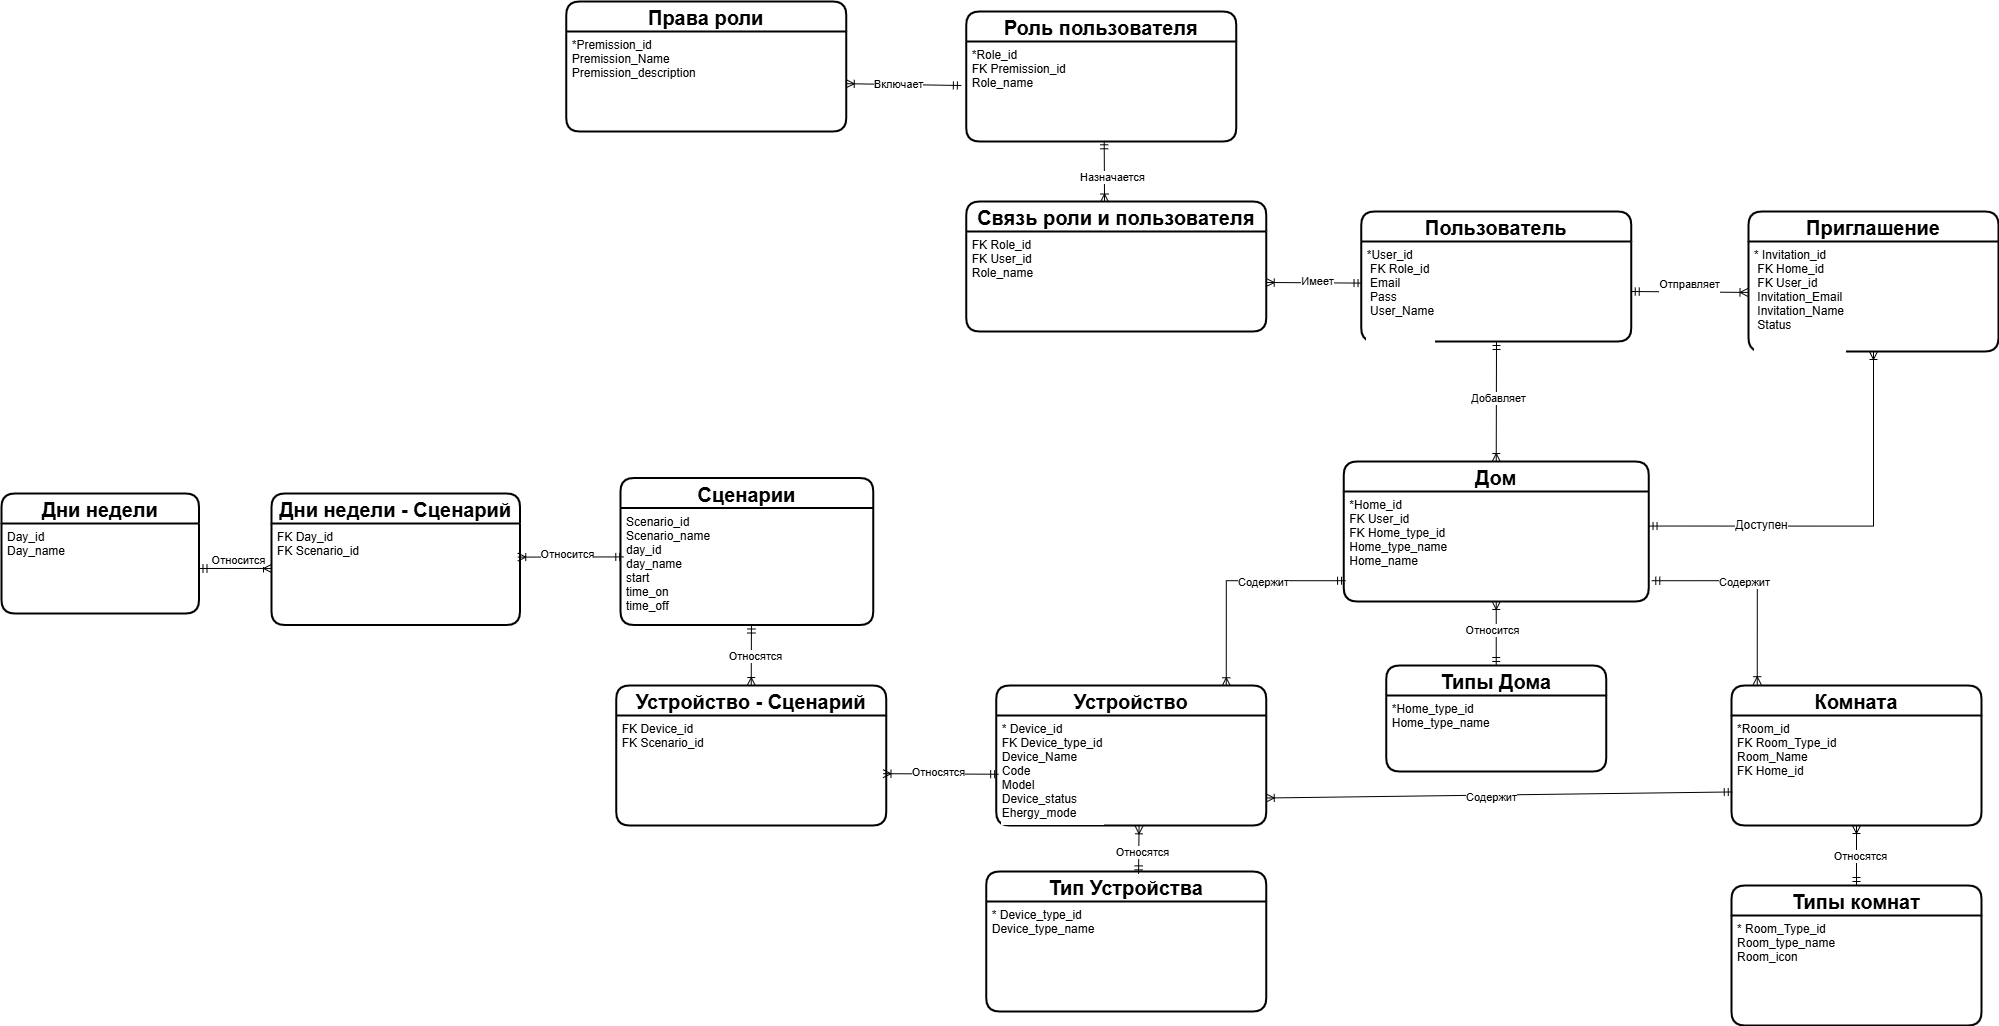 Права роли
*Premission_id
Premission_Name
Premission_description
Включает
Роль пользователя
*Role_id
FK Premission_id
Role_name
Назначается
Связь роли и пользователя
FK Role_id
FK User_id
Role_name
Имеет
Пользователь
*User_id
FK Role_id
Email
Pass
User_Name
Отправляет
Приглашение
* Invitation_id
FK Home_id
FK User_id
Invitation_Email
Invitation_Name
Status
Добавляет
Дом
*Home_id
FK User_id
FK Home_type_id
Home_type_name
Home_name
Доступен
Содержит
Содержит
Дни недели
Day_id
Day_name
Относится
Дни недели - Сценарий
FK Day_id
FK Scenario_id
Относится
Сценарии
Scenario_id
Scenario_name
day_id
day_name
start
time_on
time_off
Относятся
Относится
Типы Дома
*Home_type_id
Home_type_name
Устройство - Сценарий
FK Device_id
FK Scenario_id
Относятся
Устройство
* Device_id
FK Device_type_id
Device_Name
Code
Model
Device_status
Ehergy_mode
Содержит
Комната
*Room_id
FK Room_Type_id
Room_Name
FK Home_id
Относятся
Тип Устройства
* Device_type_id
Device_type_name
Относятся
Типы комнат
* Room_Type_id
Room_type_name
Room_icon